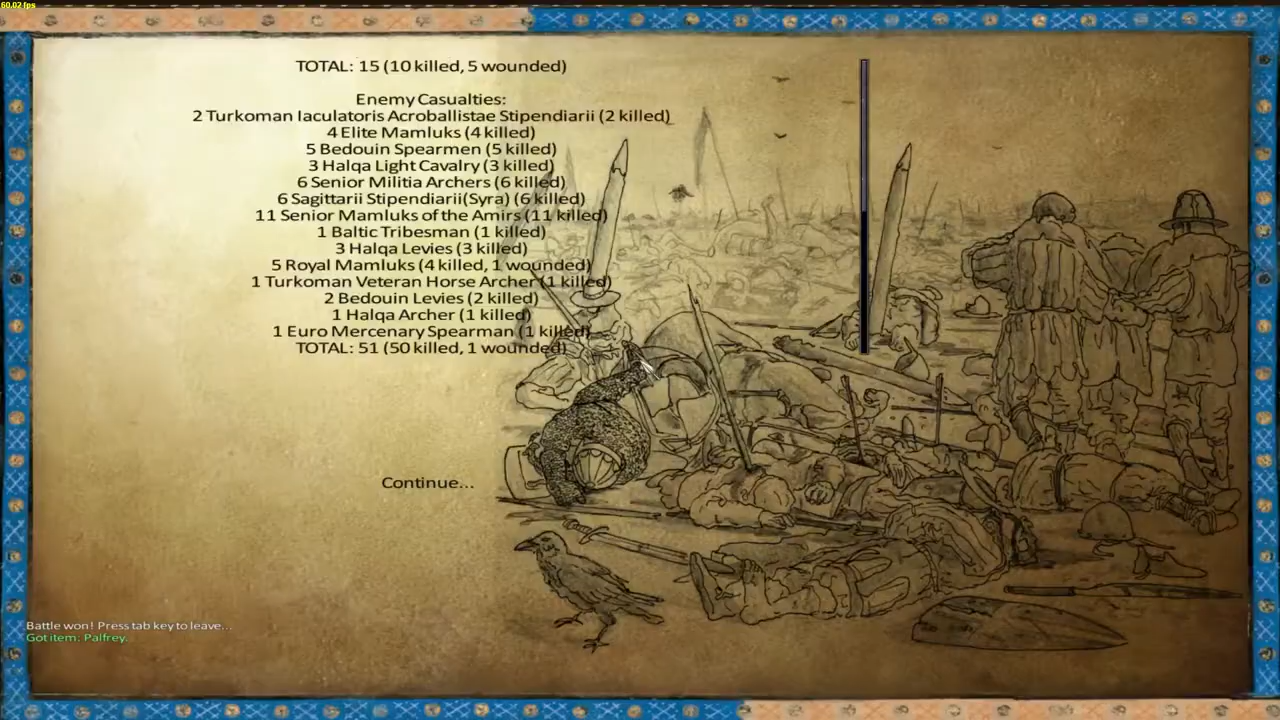 60.02 fps
TOTAL: 15 (10 killed, 5 wounded)
Enemy Casualties:
2 Turkoman Iaculatoris Acroballistae Stipendiarii (2 killed)
4 Elite Mamluks (4 killed)
5 Bedouin Spearmen (5 killed)
3 Halqa Light Cavalry (3 killed)
6 Senior Militia Archers (6 killed)
6 Sagittarii Stipendiarii(Syra) (6 killed)
11 Senior Mamluks of the Amirs (11 killed)
1 Baltic Tribesman (1 killed)
3 Halqa Levies (3 killed)
5 Royal Mamluks (4 killed, 1 wounded)
1 Turkoman Veteran Horse Archer (1 killed)
2 Bedouin Levies (2 killed)
1 Halqa Archer (1 killed)
1 Euro Mercenary Spearman (1 killed)
TOTAL: 51 (50 killed, 1 wounded)
Continue...
Battle won! Press tab key to leave...
Got item: Palfrey.